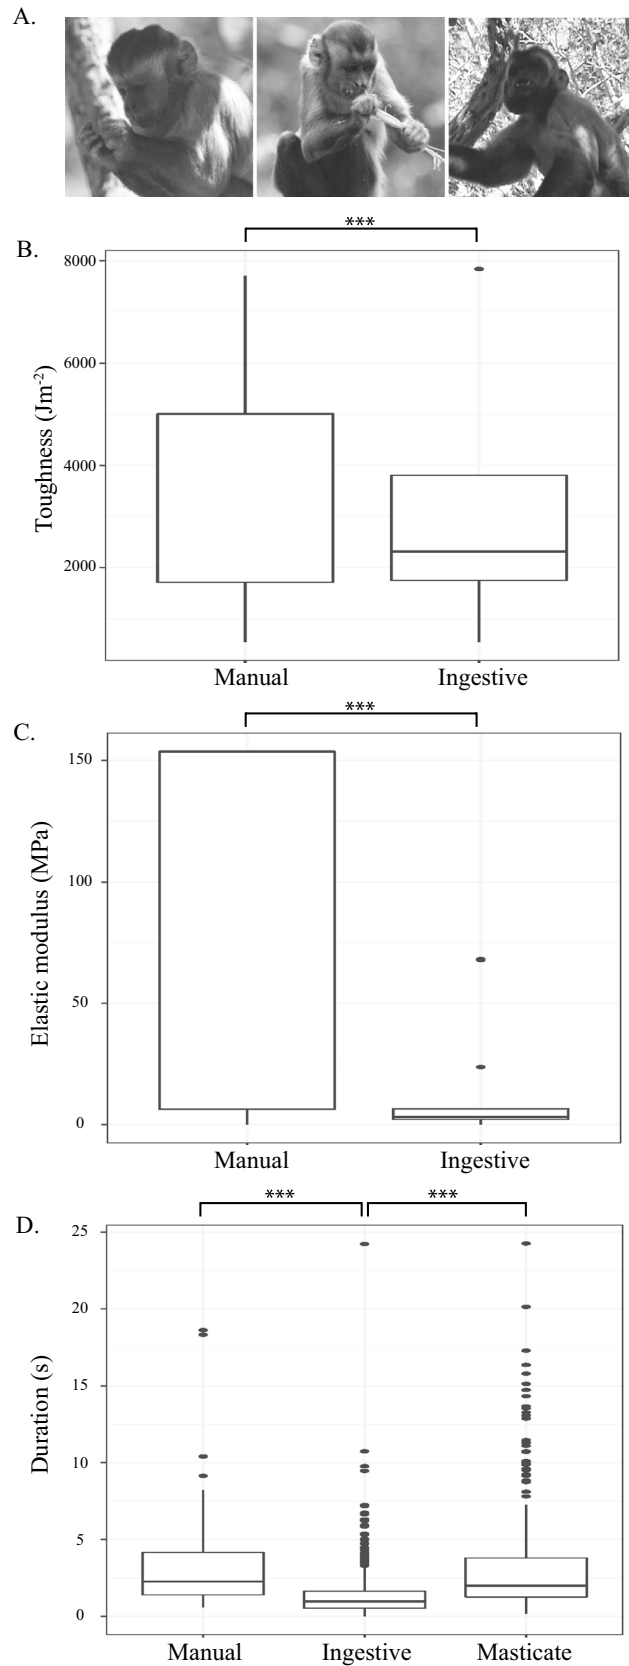 A.
B.
***
8000
6000
4000
2000
Toughness (Jm-2)
Manual Ingestive
C.
***
150
100
50
0
Elastic modulus (MPa)
Manual Ingestive
D.
*** ***
25
20
15
10
5
0
Duration (s)
Manual Ingestive Masticate